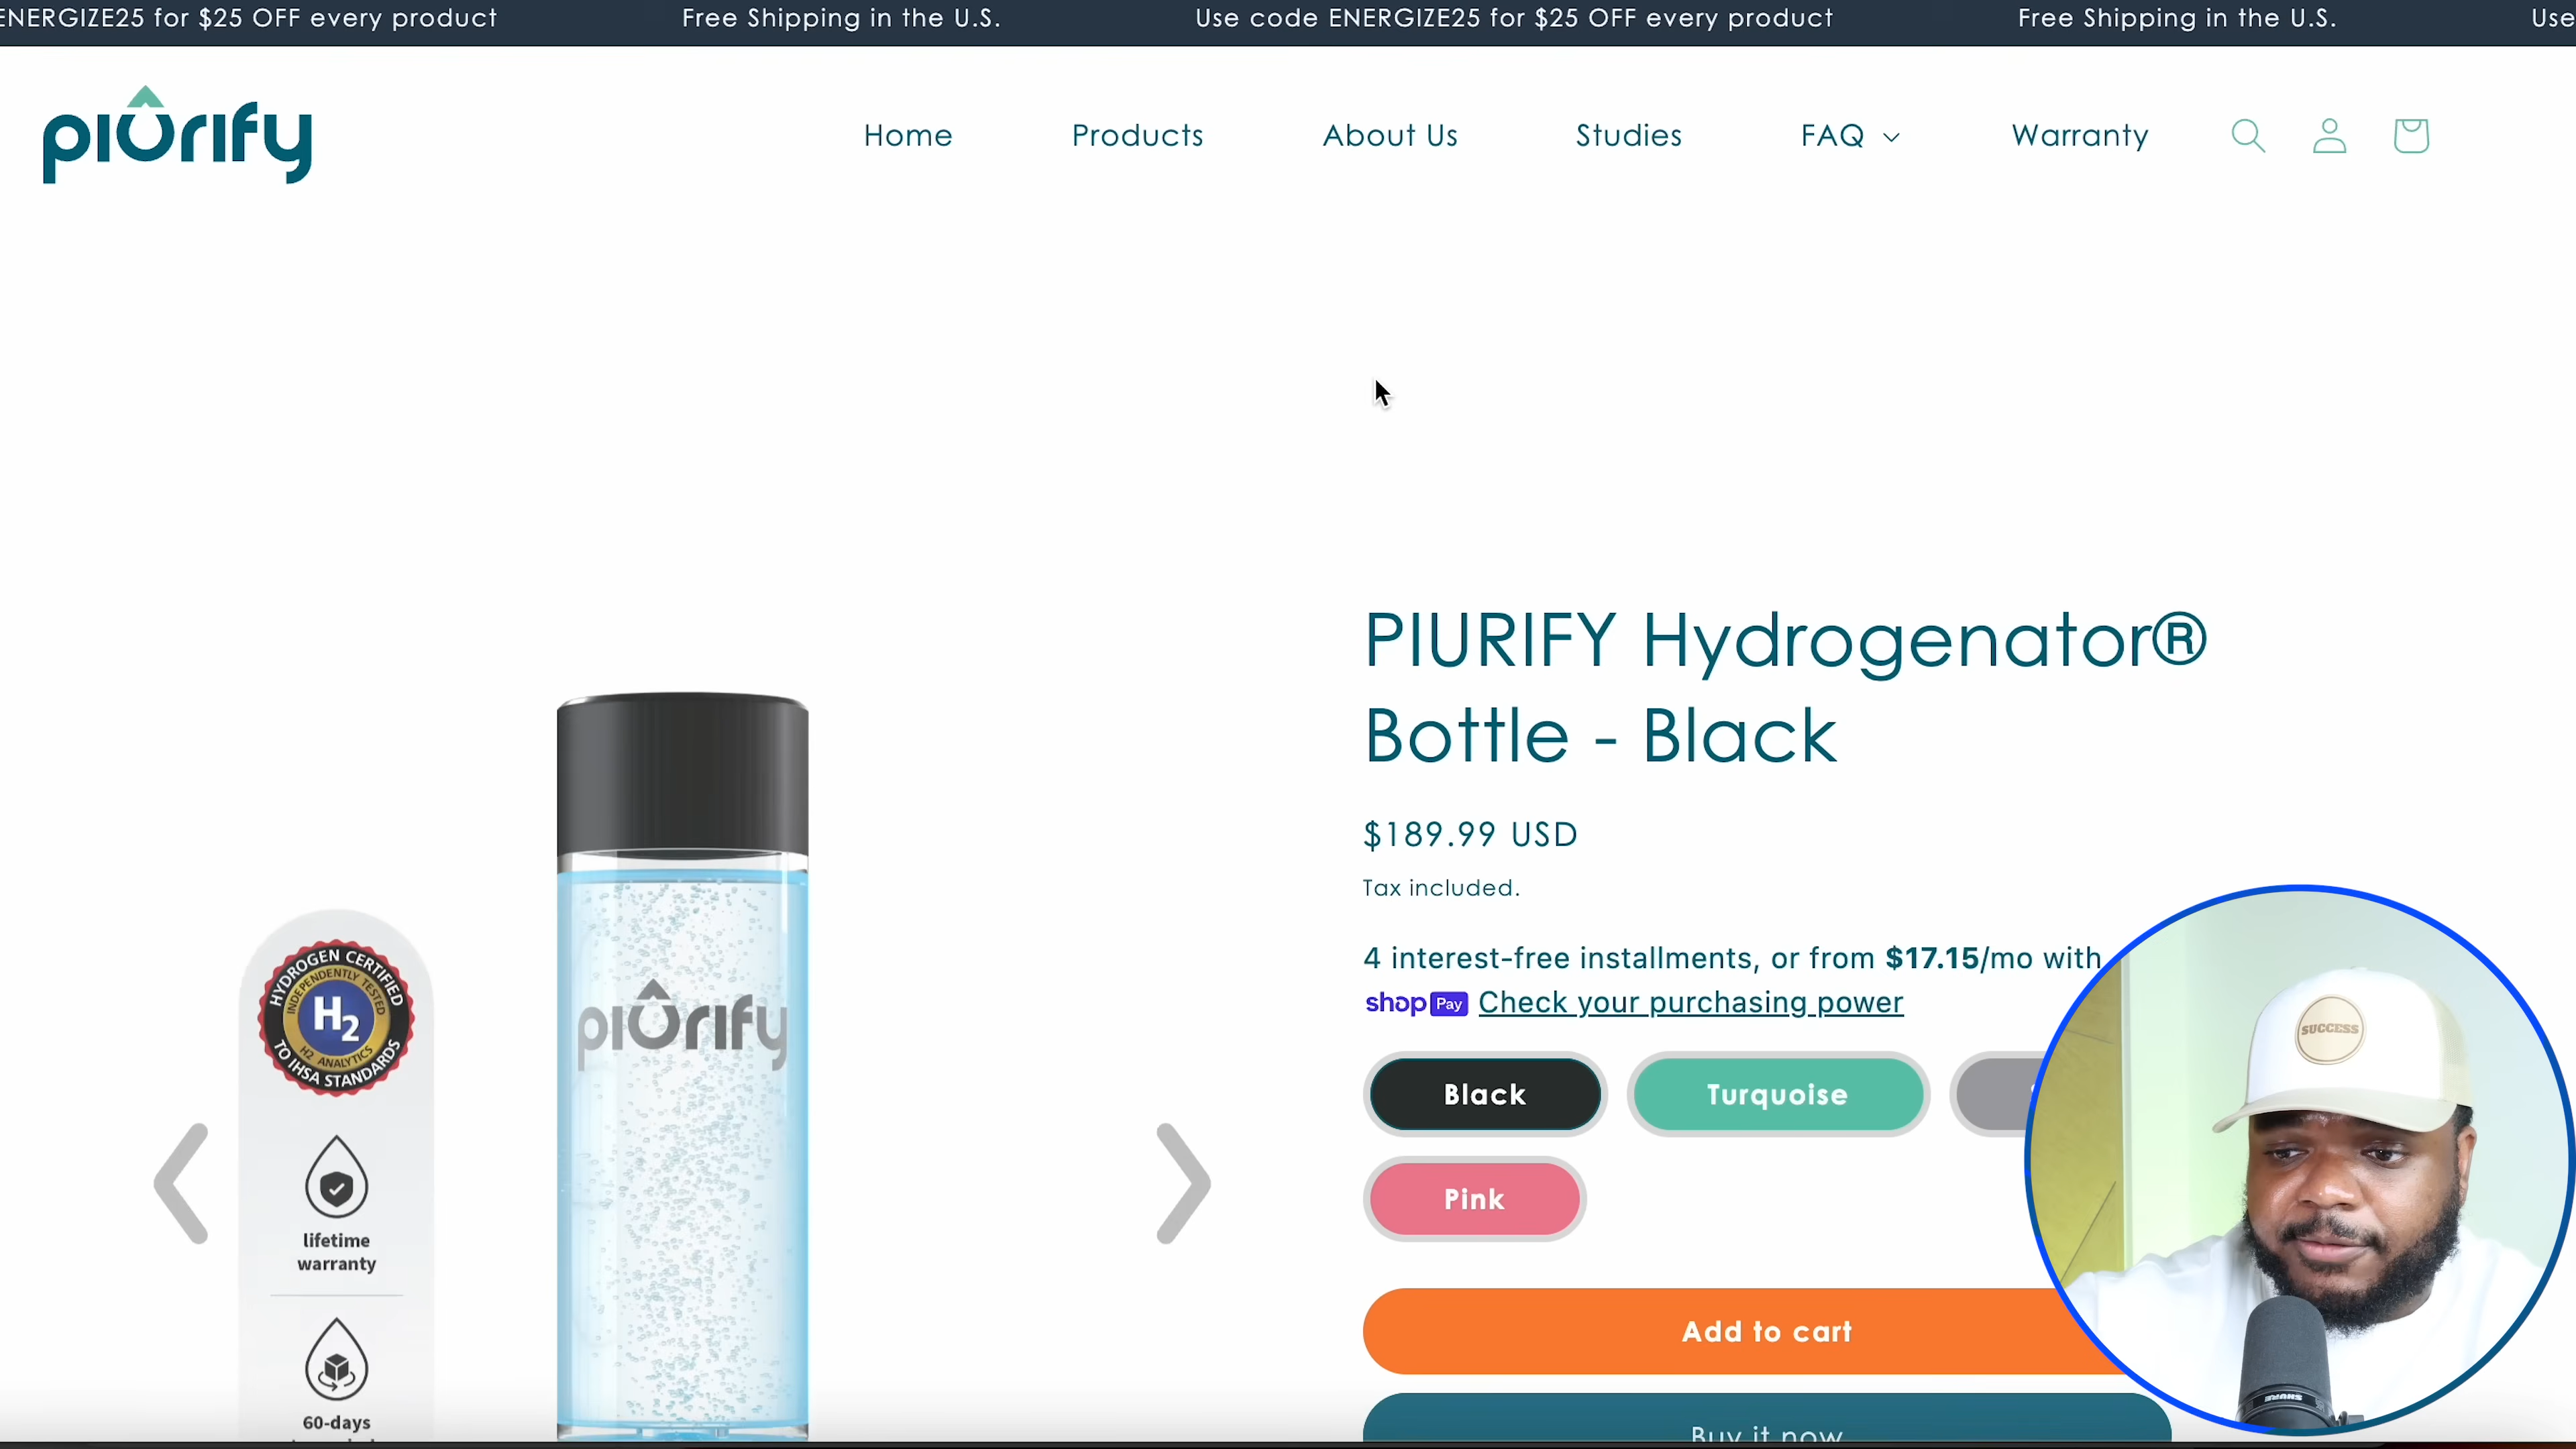 ENERGIZE25 for $25 OFF every product Free Shipping in the U.S. Use code ENERGIZE25 for $25 OFF every product Free Shipping in the U.S. Use
piurify
Home Products About Us Studies FAQ Warranty
PIURIFY Hydrogenator®
Bottle - Black
$189.99 USD
Tax included.
4 interest-free installments, or from $17.15/mo with
shop Pay Check your purchasing power
Black Turquoise
Pink
Add to cart
Buy it now
piurify
HYDROGEN CERTIFIED
INDEPENDENTLY TESTED
H2
H2 ANALYTICS
TO IHSA STANDARDS
lifetime
warranty
60-days
SUCCESS
SHURE